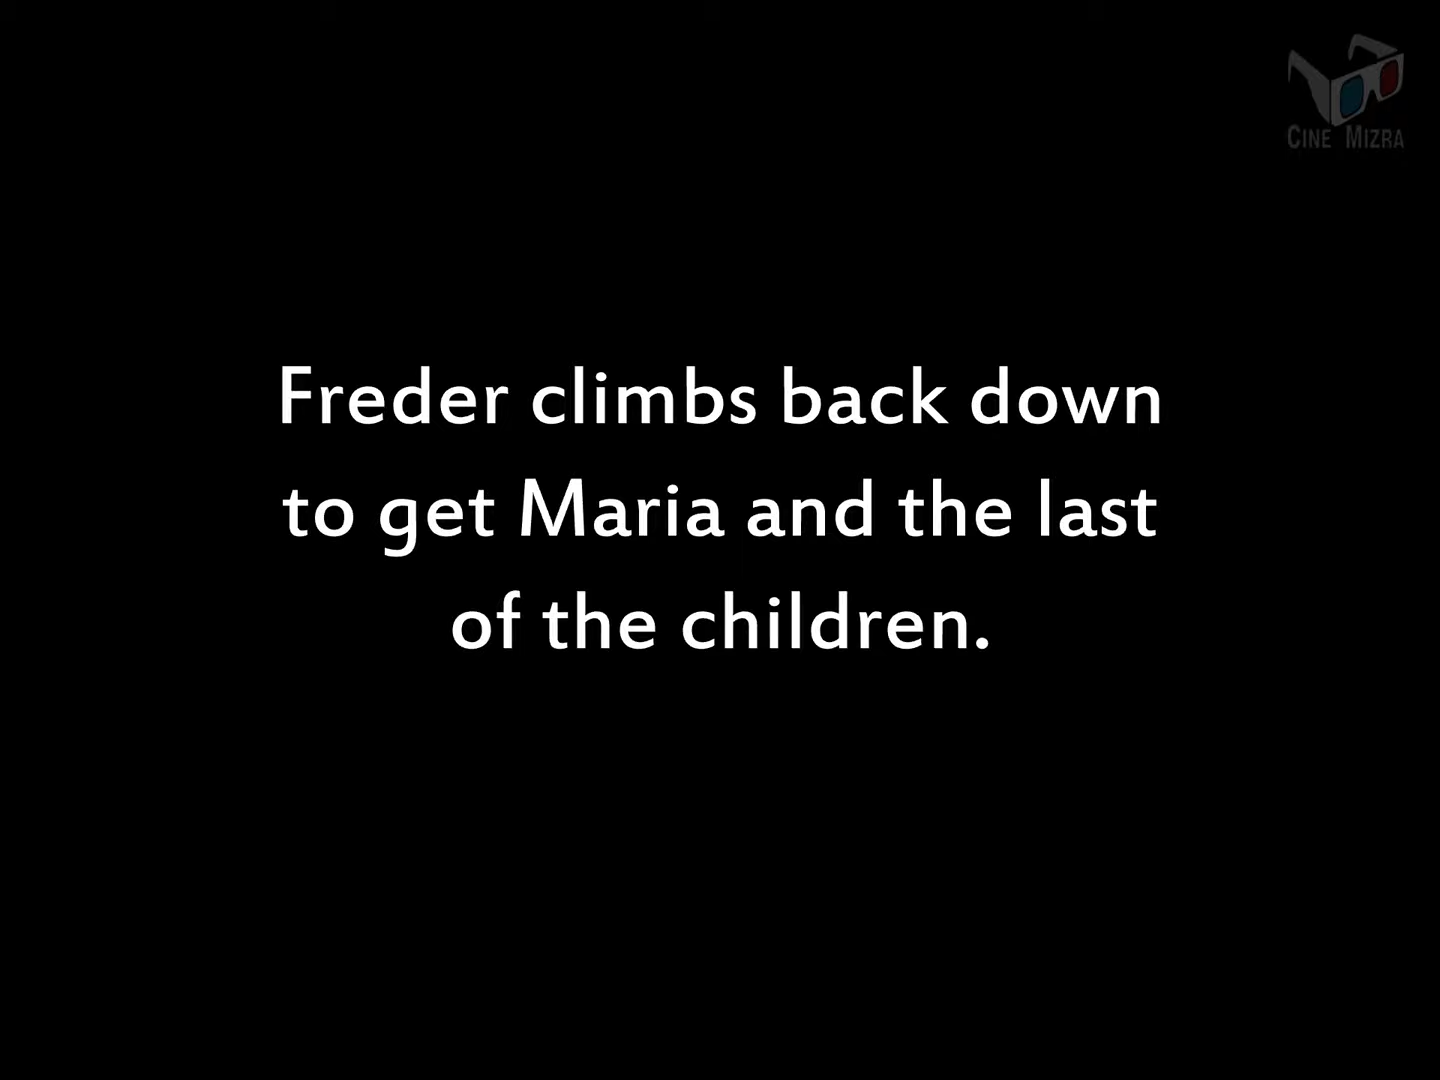 CINE MIZRA
Freder climbs back down
to get Maria and the last
of the children.